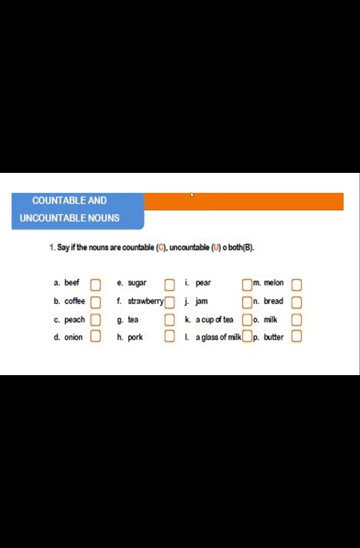 COUNTABLE AND
UNCOUNTABLE NOUNS
1. Say if the nouns are countable (C), uncountable (U) o both(B).
a. beef e. sugar i. pear m. melon
b. coffee f. strawberry j. jam n. bread
c. peach g. tea k. a cup of tea o. milk
d. onion h. pork l. a glass of milk p. butter